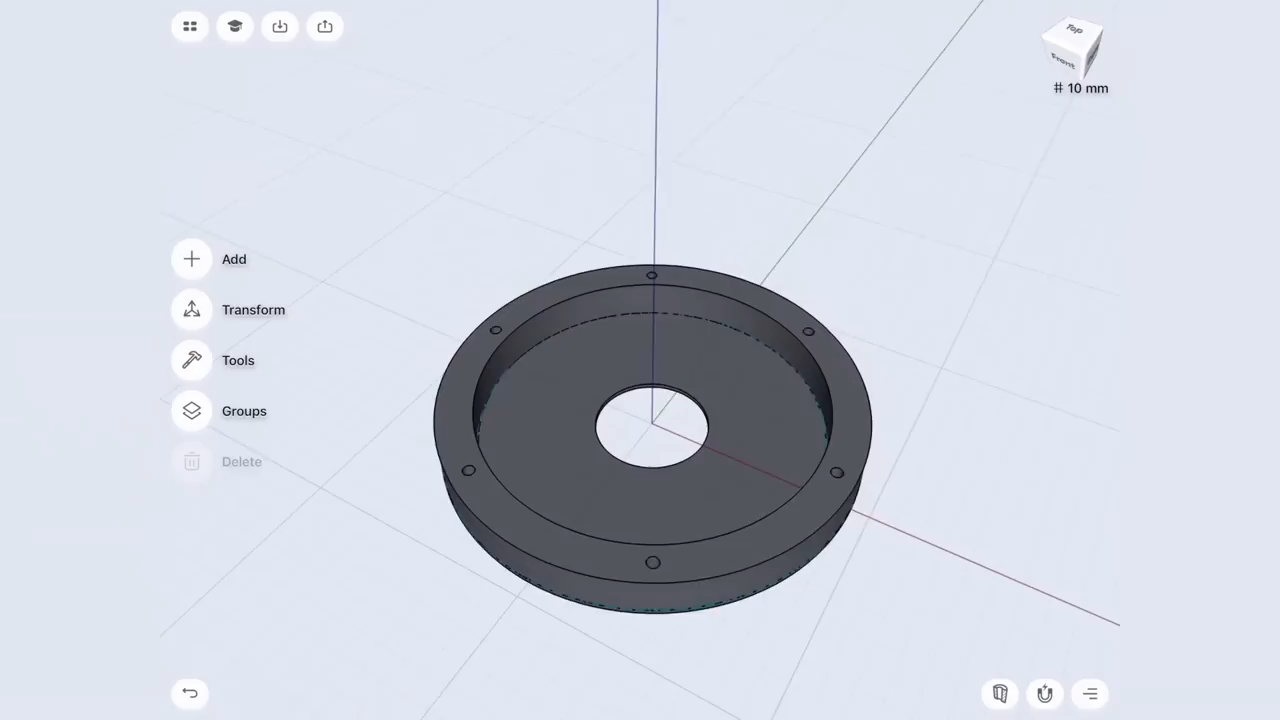 Top
Front
# 10 mm
Add
Transform
Tools
Groups
Delete